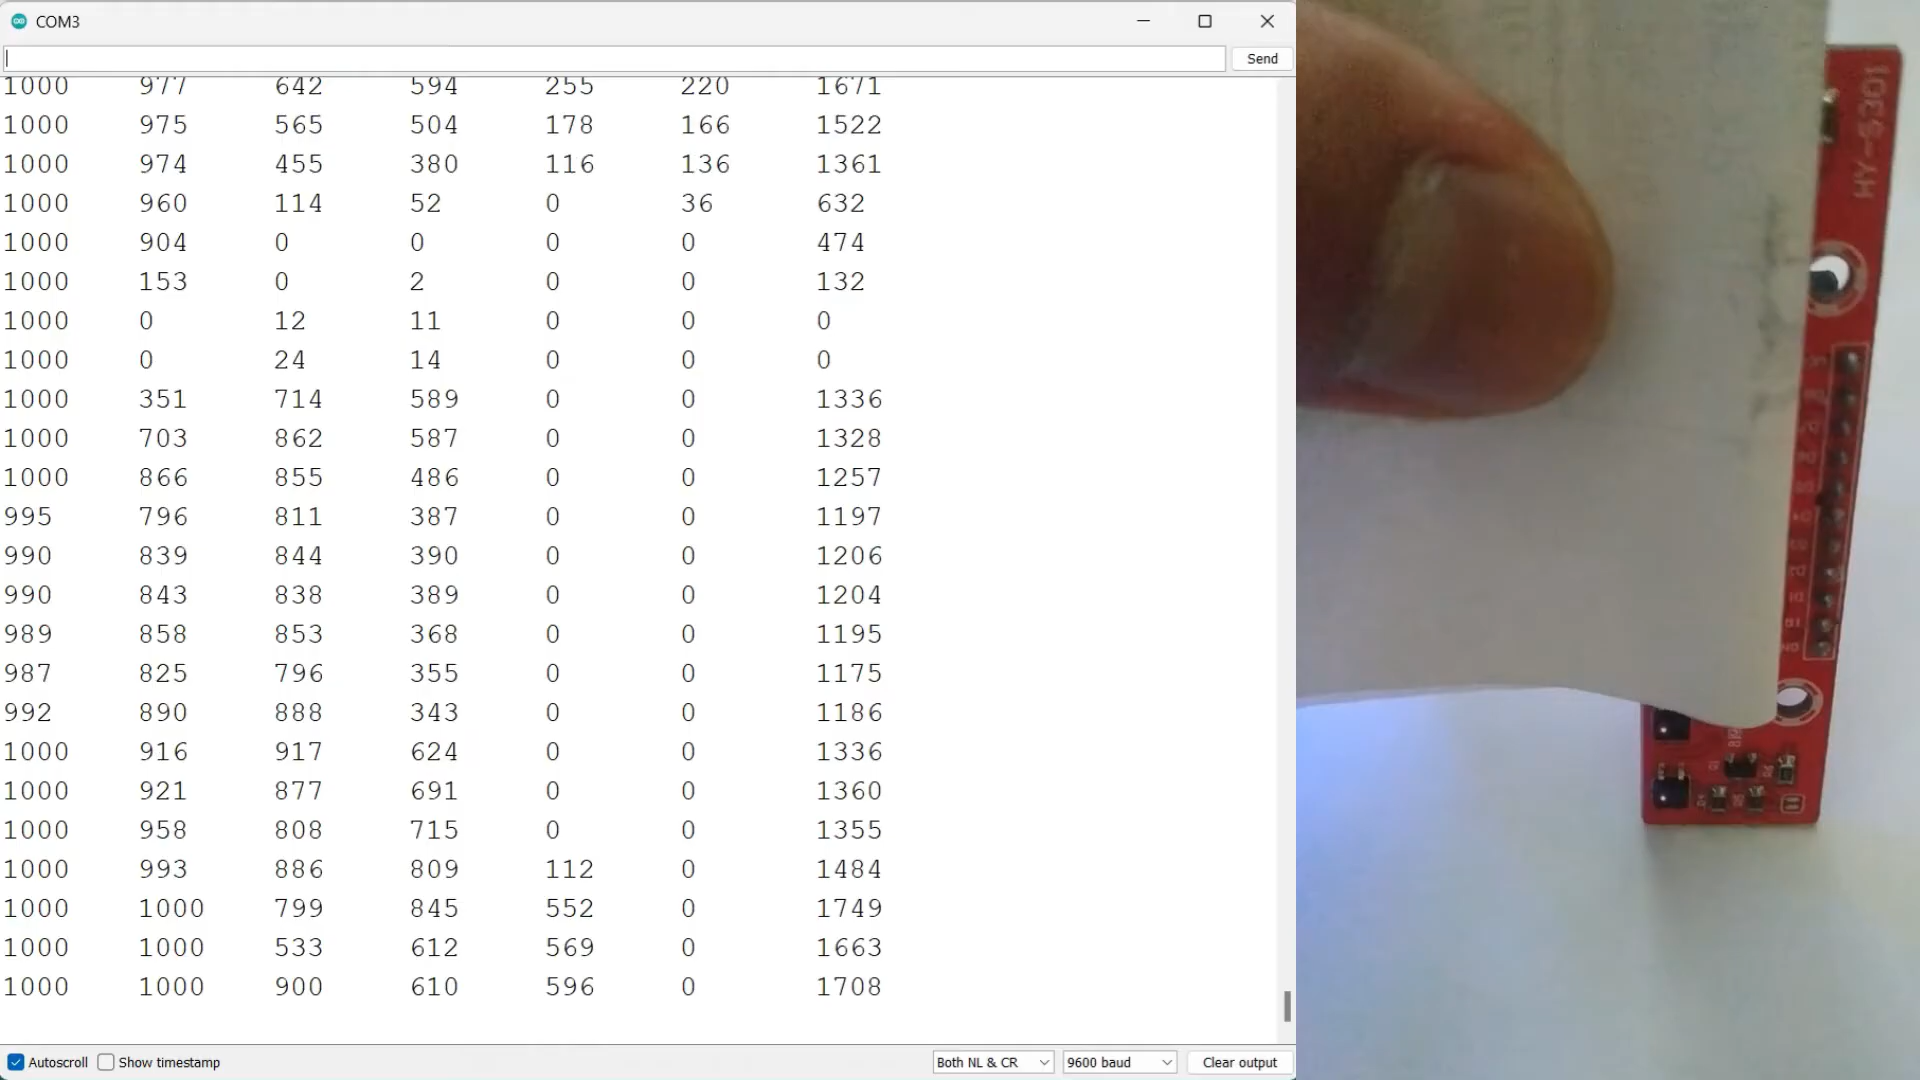 COM3
Send
1000 977 642 594 255 220 1671
1000 975 565 504 178 166 1522
1000 974 455 380 116 136 1361
1000 960 114 52 0 36 632
1000 904 0 0 0 0 474
1000 153 0 2 0 0 132
1000 0 12 11 0 0 0
1000 0 24 14 0 0 0
1000 351 714 589 0 0 1336
1000 703 862 587 0 0 1328
1000 866 855 486 0 0 1257
995 796 811 387 0 0 1197
990 839 844 390 0 0 1206
990 843 838 389 0 0 1204
989 858 853 368 0 0 1195
987 825 796 355 0 0 1175
992 890 888 343 0 0 1186
1000 916 917 624 0 0 1336
1000 921 877 691 0 0 1360
1000 958 808 715 0 0 1355
1000 993 886 809 112 0 1484
1000 1000 799 845 552 0 1749
1000 1000 533 612 569 0 1663
1000 1000 900 610 596 0 1708
Autoscroll Show timestamp Both NL & CR 9600 baud Clear output
D2
D1